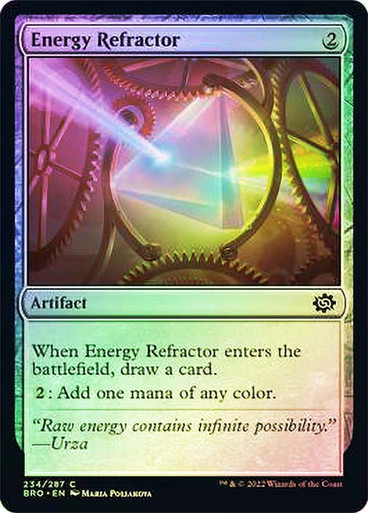 Energy Refractor 2
Artifact
When Energy Refractor enters the
battlefield, draw a card.
2: Add one mana of any color.
“Raw energy contains infinite possibility.”
—Urza
234/287 C
BRO • EN Maria Poliakova
™ & © 2022 Wizards of the Coast